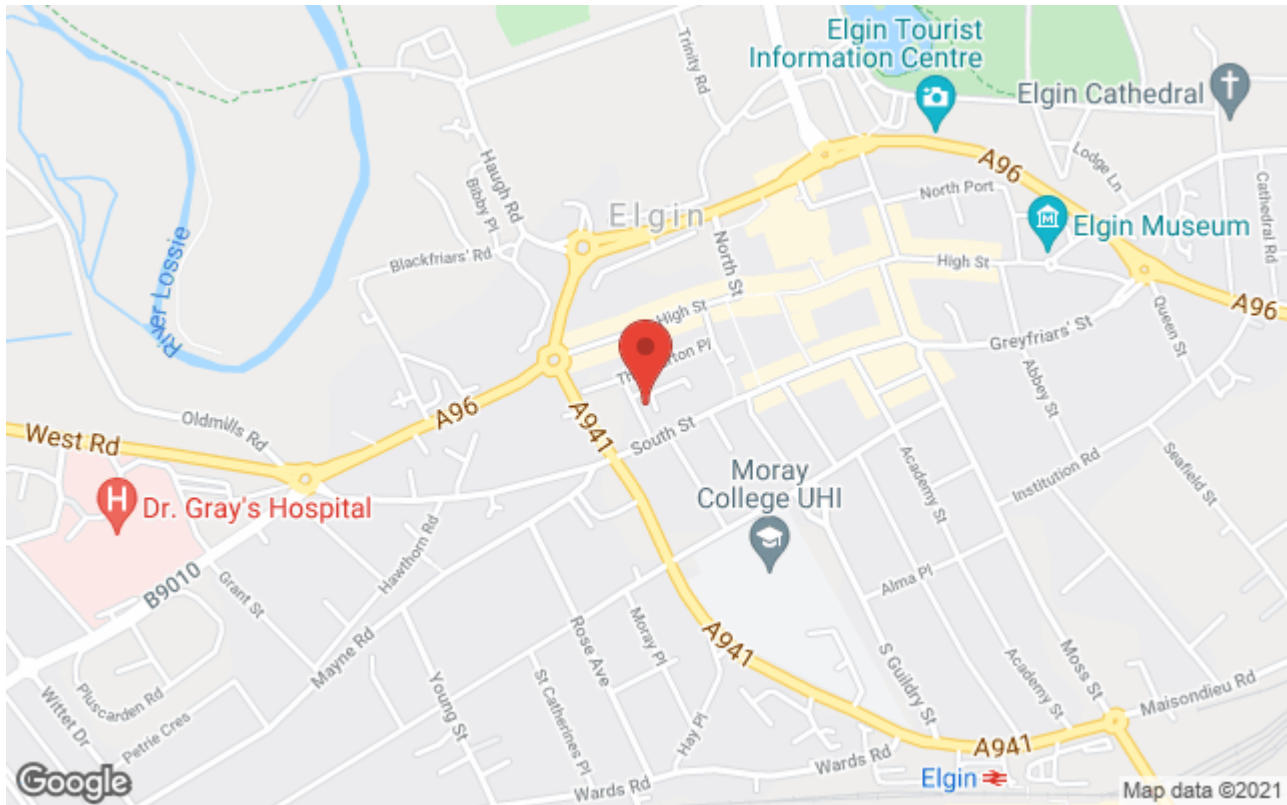 Elgin Tourist
Information Centre
Trinity Rd
Elgin Cathedral
A96
Lodge Ln
Haugh Rd
Bibby Pl
North Port
Cathedral Rd
Elgin
Elgin Museum
River Lossie
Blackfriars' Rd
North St
High St
High St
Queen St
A96
Greyfriars' St
Abbey St
Oldmills Rd
A96
A941
South St
West Rd
Dr. Gray's Hospital
Moray
College UHI
Academy St
Institution Rd
Seafield St
Hawthorn Rd
B9010
Grant St
Alma Pl
Mayne Rd
Rose Ave
Moray Pl
A941
Moss St
Pluscarden Rd
Wittet Dr
Petrie Cres
Young St
St Catherines Pl
Hay Pl
S Guildry St
Academy St
Maisondieu Rd
A941
Wards Rd
Wards Rd
Elgin
Google
Map data ©2021